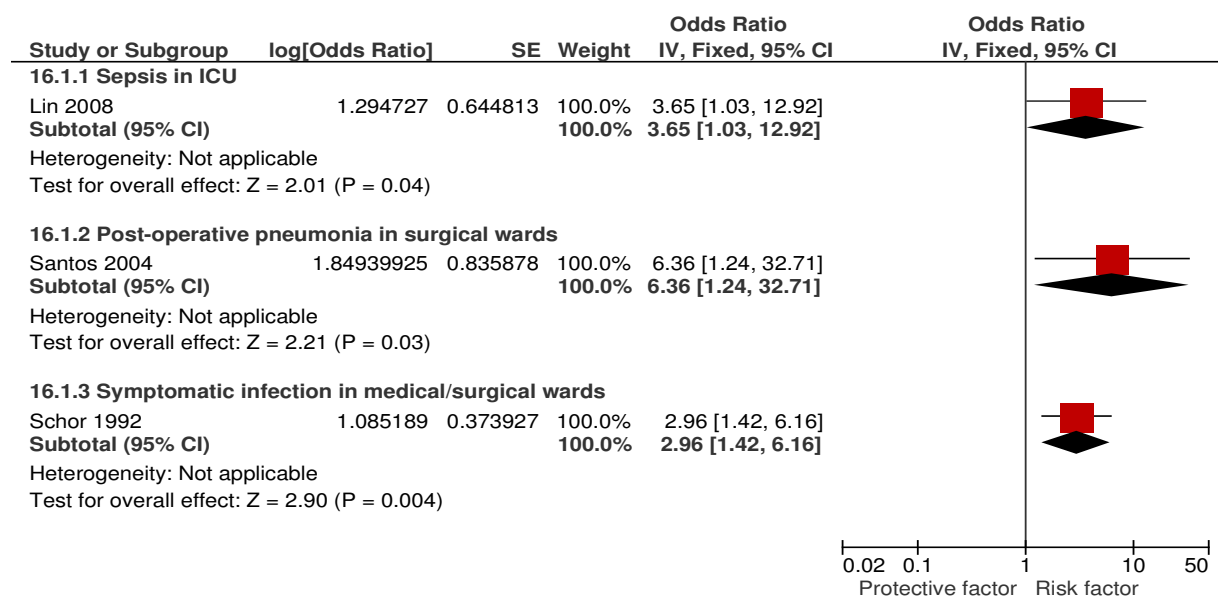 Odds Ratio Odds Ratio
Study or Subgroup log[Odds Ratio] SE Weight IV, Fixed, 95% CI IV, Fixed, 95% CI
16.1.1 Sepsis in ICU
Lin 2008 1.294727 0.644813 100.0% 3.65 [1.03, 12.92]
Subtotal (95% CI) 100.0% 3.65 [1.03, 12.92]
Heterogeneity: Not applicable
Test for overall effect: Z = 2.01 (P = 0.04)
16.1.2 Post-operative pneumonia in surgical wards
Santos 2004 1.84939925 0.835878 100.0% 6.36 [1.24, 32.71]
Subtotal (95% CI) 100.0% 6.36 [1.24, 32.71]
Heterogeneity: Not applicable
Test for overall effect: Z = 2.21 (P = 0.03)
16.1.3 Symptomatic infection in medical/surgical wards
Schor 1992 1.085189 0.373927 100.0% 2.96 [1.42, 6.16]
Subtotal (95% CI) 100.0% 2.96 [1.42, 6.16]
Heterogeneity: Not applicable
Test for overall effect: Z = 2.90 (P = 0.004)
0.02 0.1 1 10 50
Protective factor Risk factor